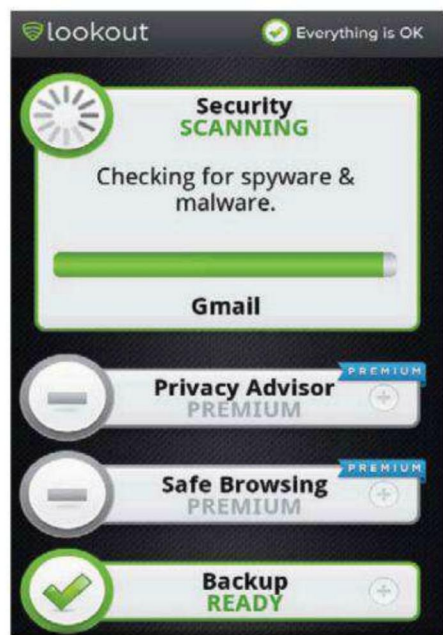 lookout
Everything is OK
Security
SCANNING
Checking for spyware &
malware.
Gmail
PREMIUM
Privacy Advisor
PREMIUM
PREMIUM
Safe Browsing
PREMIUM
Backup
READY